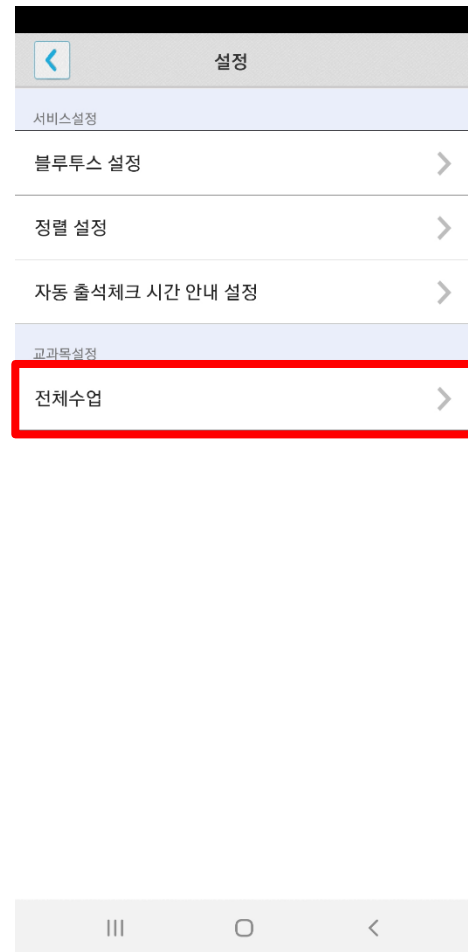 설정
서비스설정
블루투스 설정
정렬 설정
자동 출석체크 시간 안내 설정
교과목설정
전체수업